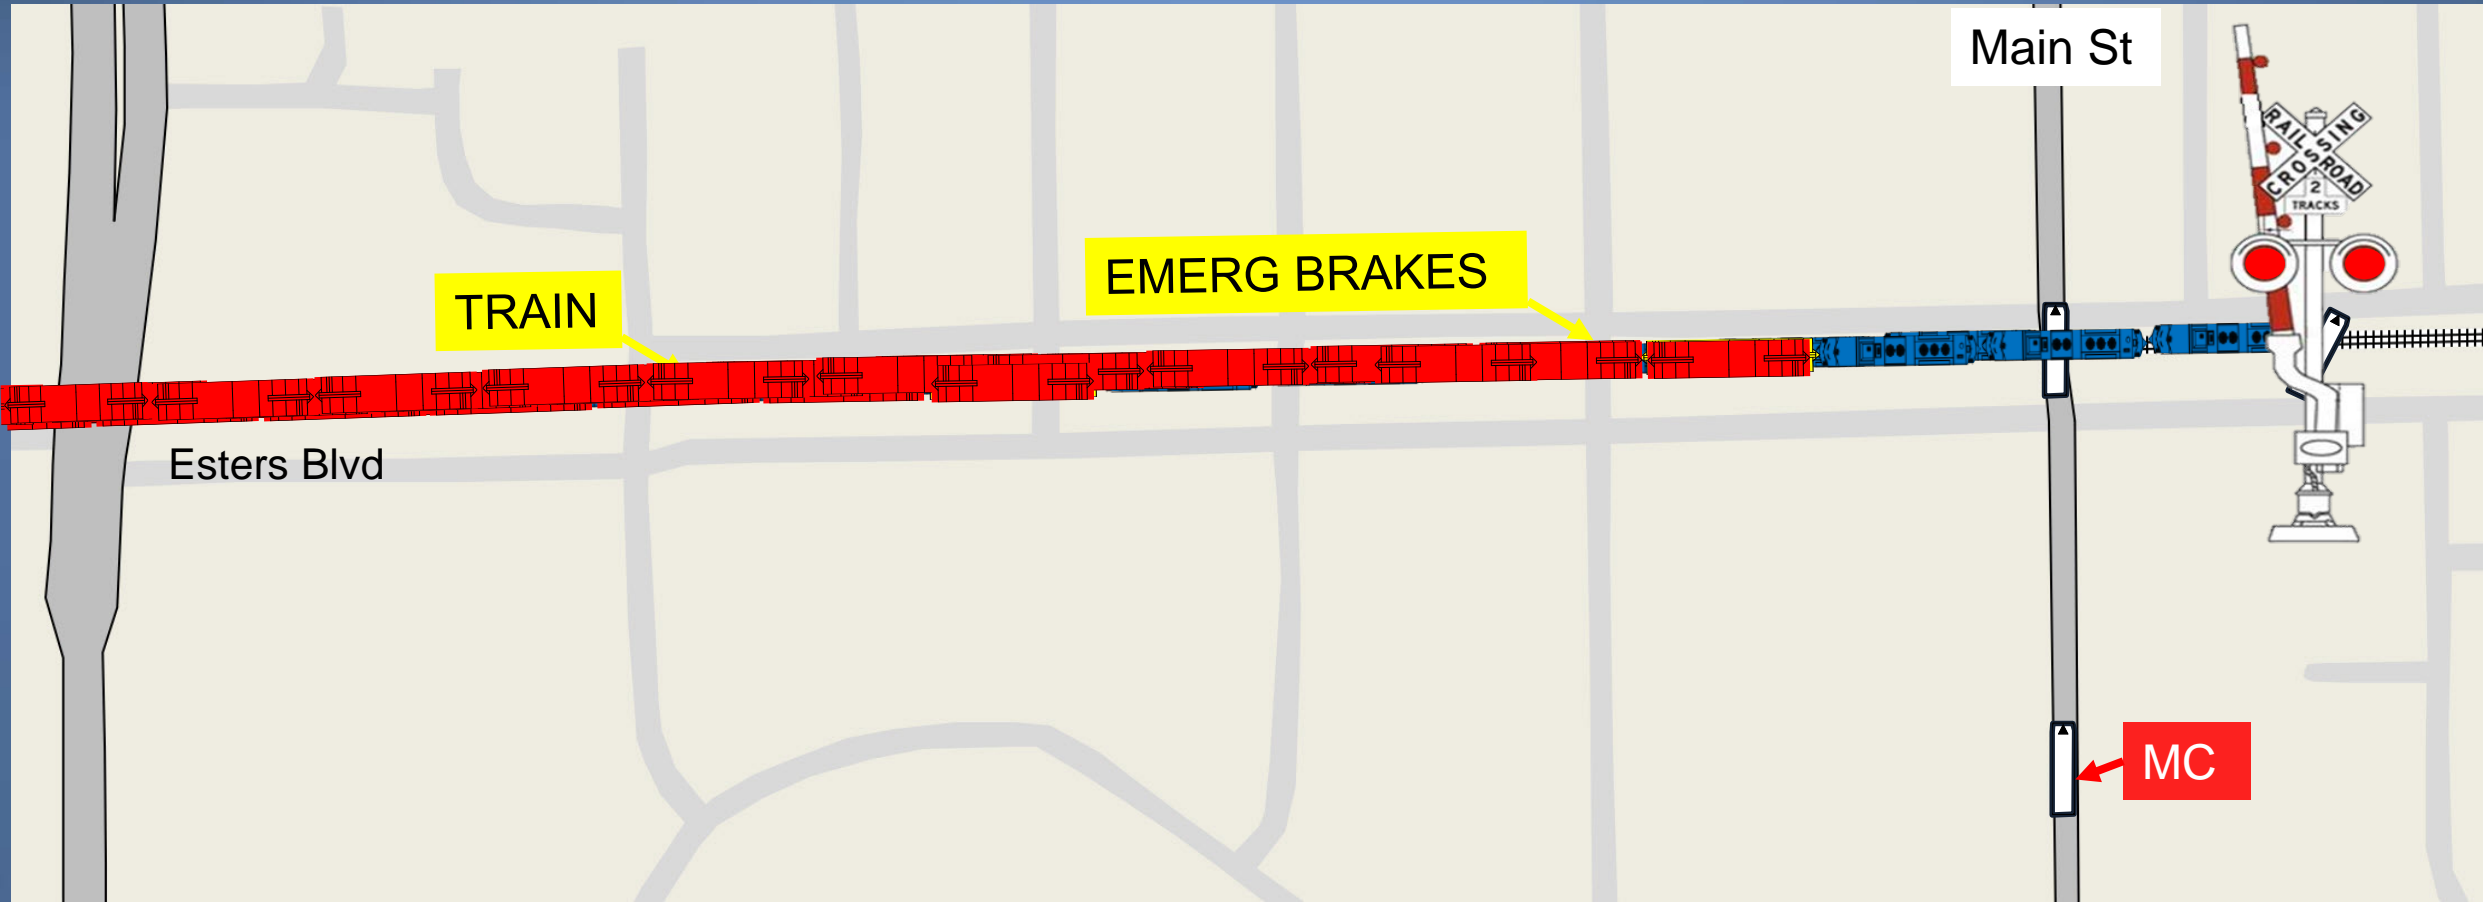 Main St
RAILROAD
CROSSING
2
TRACKS
EMERG BRAKES
TRAIN
Esters Blvd
MC